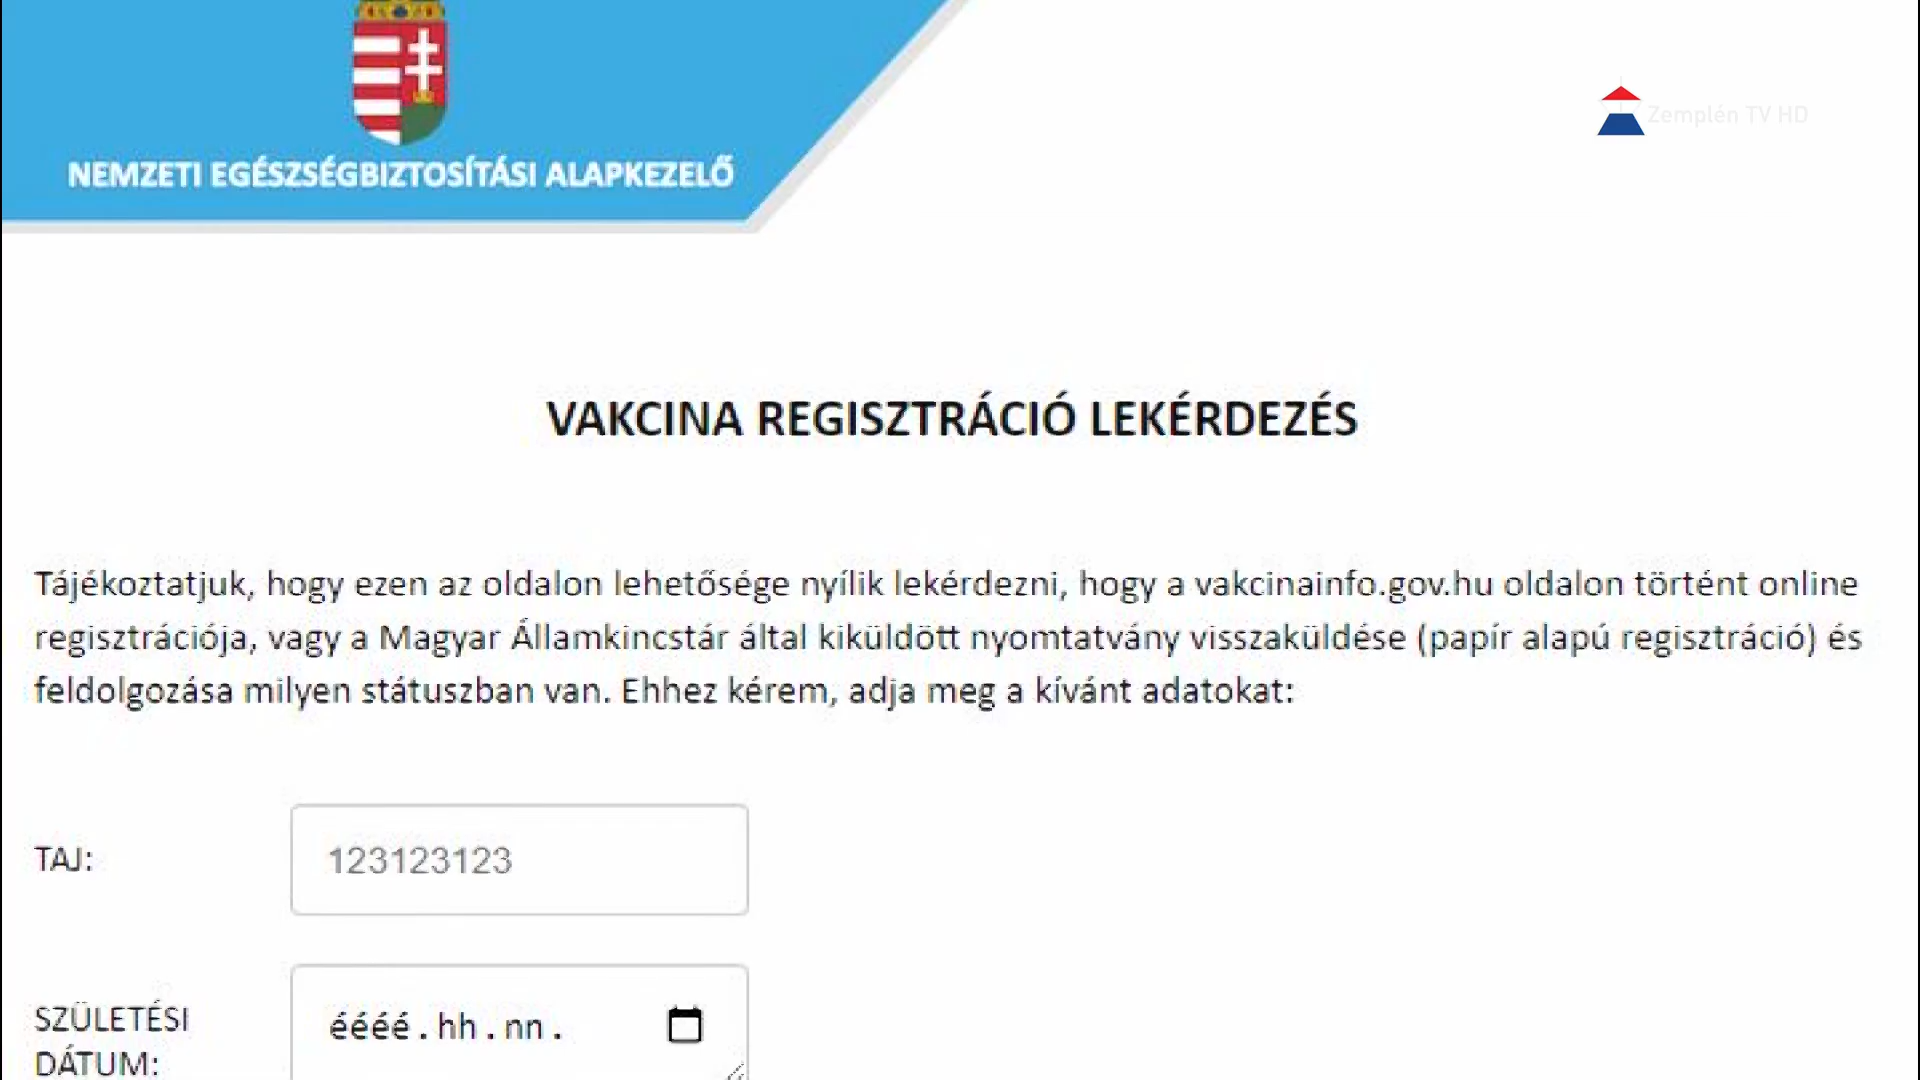 Zemplén TV HD
NEMZETI EGÉSZSÉGBIZTOSÍTÁSI ALAPKEZELŐ
VAKCINA REGISZTRÁCIÓ LEKÉRDEZÉS
Tájékoztatjuk, hogy ezen az oldalon lehetősége nyílik lekérdezni, hogy a vakcinainfo.gov.hu oldalon történt online
regisztrációja, vagy a Magyar Államkincstár által kiküldött nyomtatvány visszaküldése (papír alapú regisztráció) és
feldolgozása milyen státuszban van. Ehhez kérem, adja meg a kívánt adatokat:
TAJ:
123123123
SZÜLETÉSI
DÁTUM:
éééé.hh.nn.